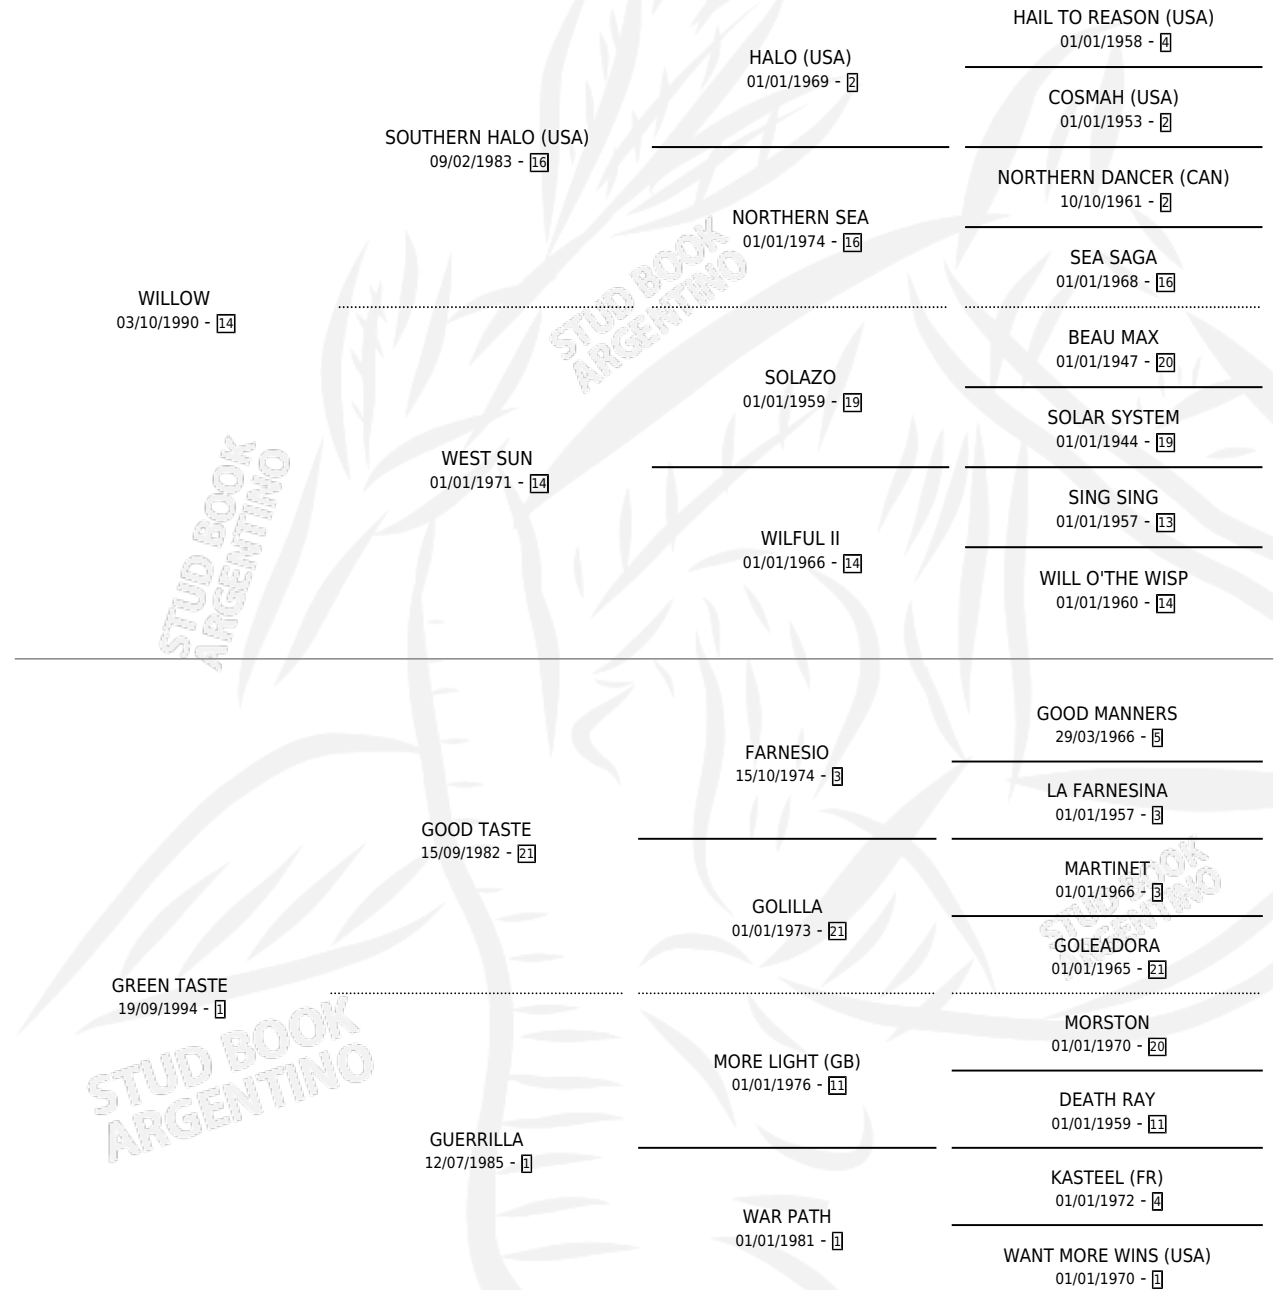 HAIL TO REASON (USA)
01/01/1958 - 4
HALO (USA)
01/01/1969 - 2
COSMAH (USA)
01/01/1953 - 2
SOUTHERN HALO (USA)
09/02/1983 - 16
NORTHERN DANCER (CAN)
10/10/1961 - 2
NORTHERN SEA
01/01/1974 - 16
SEA SAGA
01/01/1968 - 16
WILLOW
03/10/1990 - 14
BEAU MAX
01/01/1947 - 20
SOLAZO
01/01/1959 - 19
SOLAR SYSTEM
01/01/1944 - 19
WEST SUN
01/01/1971 - 14
SING SING
01/01/1957 - 13
WILFUL II
01/01/1966 - 14
WILL O'THE WISP
01/01/1960 - 14
GOOD MANNERS
29/03/1966 - 5
FARNESIO
15/10/1974 - 3
LA FARNESINA
01/01/1957 - 3
GOOD TASTE
15/09/1982 - 21
MARTINET
01/01/1966 - 3
GOLILLA
01/01/1973 - 21
GOLEADORA
01/01/1965 - 21
GREEN TASTE
19/09/1994 - 1
MORSTON
01/01/1970 - 20
MORE LIGHT (GB)
01/01/1976 - 11
DEATH RAY
01/01/1959 - 11
GUERRILLA
12/07/1985 - 1
KASTEEL (FR)
01/01/1972 - 4
WAR PATH
01/01/1981 - 1
WANT MORE WINS (USA)
01/01/1970 - 1
STUD BOOK
ARGENTINO
STUD BOOK
ARGENTINO
STUD BOOK
ARGENTINO
STUD BOOK
ARGENTINO